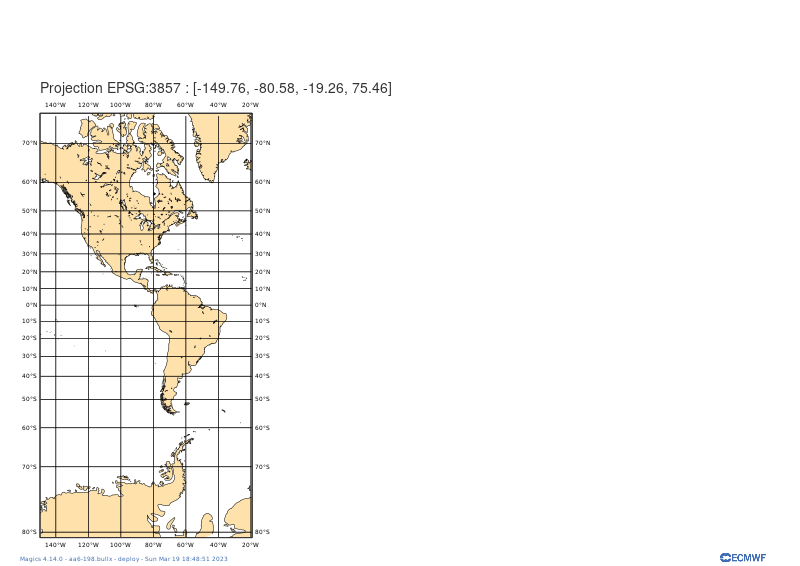 Projection EPSG:3857 : [-149.76, -80.58, -19.26, 75.46]
140°W 120°W 100°W 80°W 60°W 40°W 20°W
70°N 70°N
60°N 60°N
50°N 50°N
40°N 40°N
30°N 30°N
20°N 20°N
10°N 10°N
0°N 0°N
10°S 10°S
20°S 20°S
30°S 30°S
40°S 40°S
50°S 50°S
60°S 60°S
70°S 70°S
80°S 80°S
140°W 120°W 100°W 80°W 60°W 40°W 20°W
Magics 4.14.0 - aa6-198.bullx - deploy - Sun Mar 19 18:48:51 2023
ECMWF